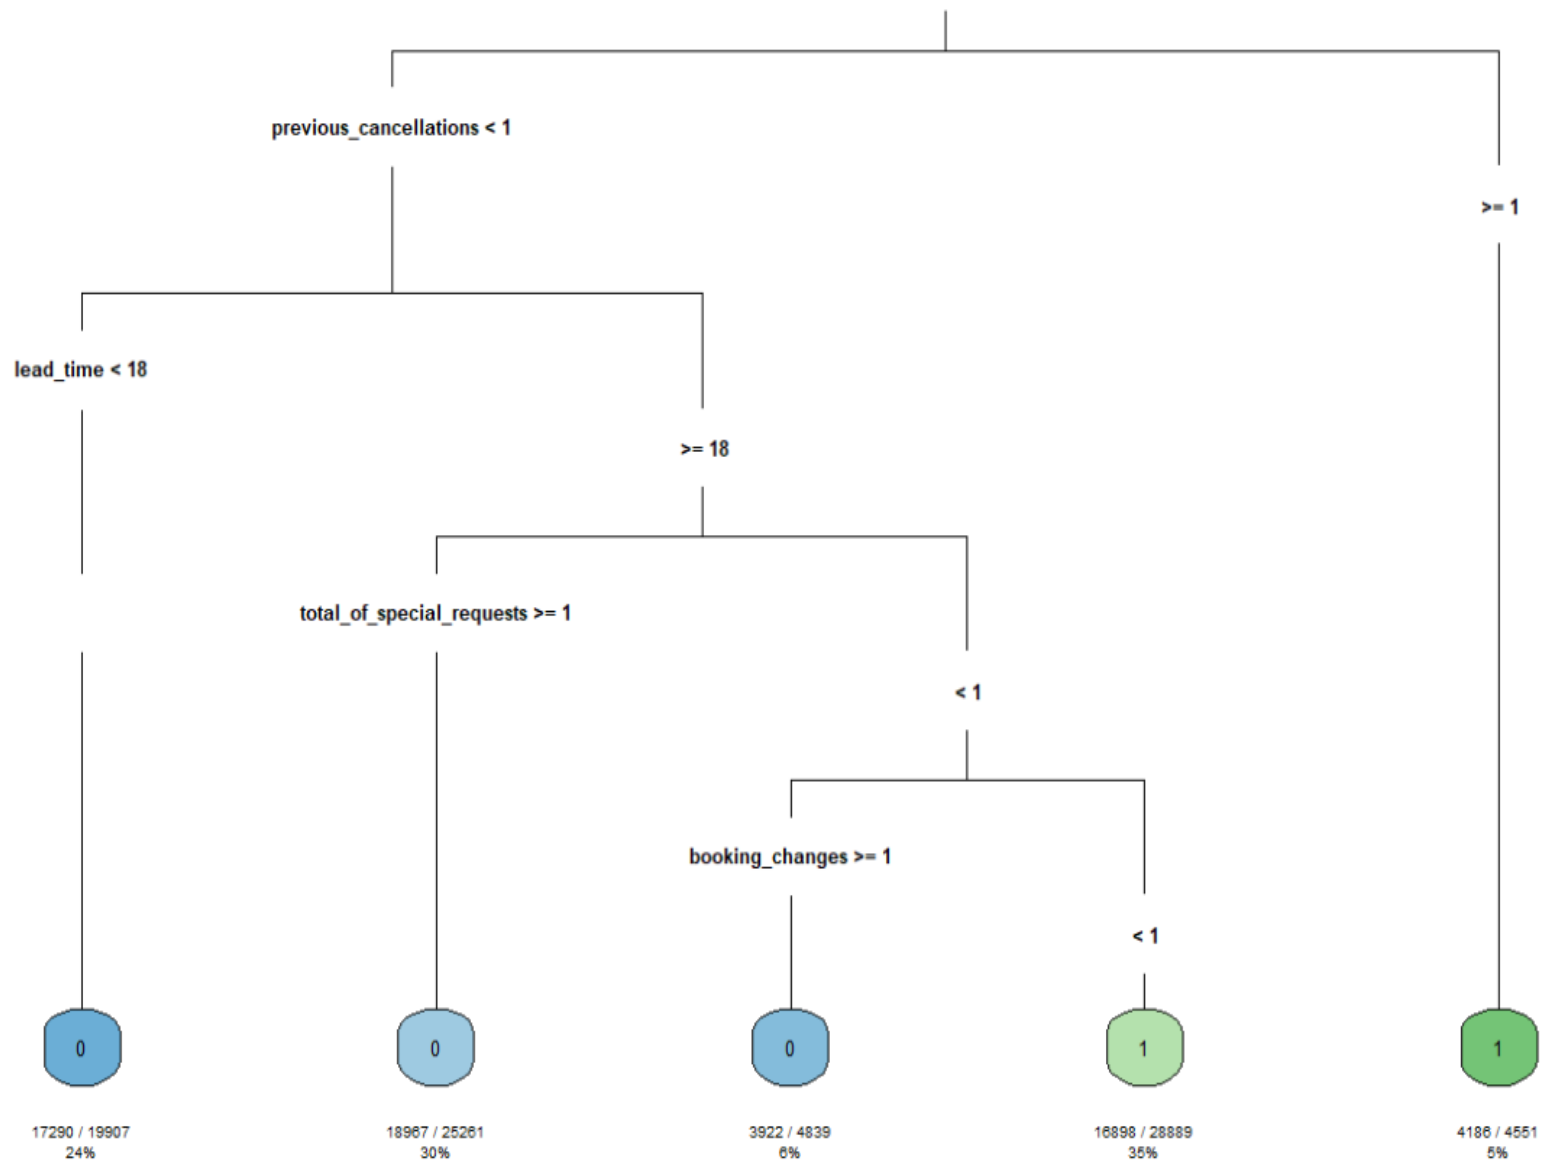 previous_cancellations < 1
>= 1
lead_time < 18
>= 18
total_of_special_requests >= 1
< 1
booking_changes >= 1
< 1
0
0
0
1
1
17290 / 19907
24%
18967 / 25261
30%
3922 / 4839
6%
16898 / 28889
35%
4186 / 4551
5%